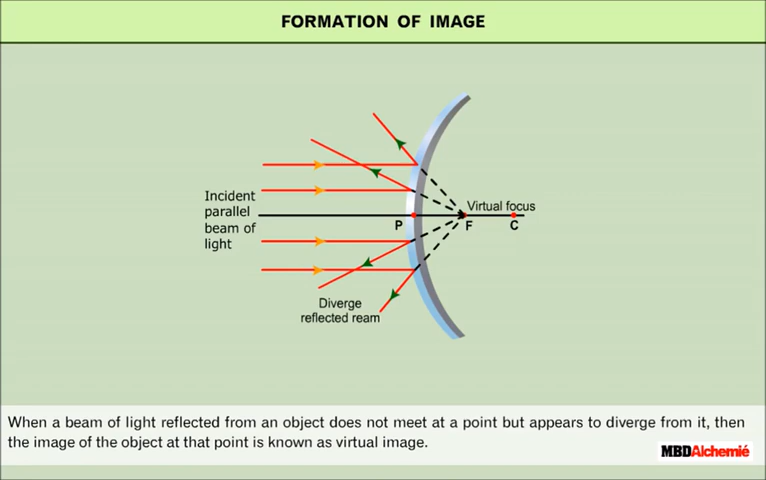 FORMATION OF IMAGE
Incident
parallel
beam of
light
Virtual focus
P
F
C
Diverge
reflected ream
When a beam of light reflected from an object does not meet at a point but appears to diverge from it, then
the image of the object at that point is known as virtual image.
MBDAlchemié